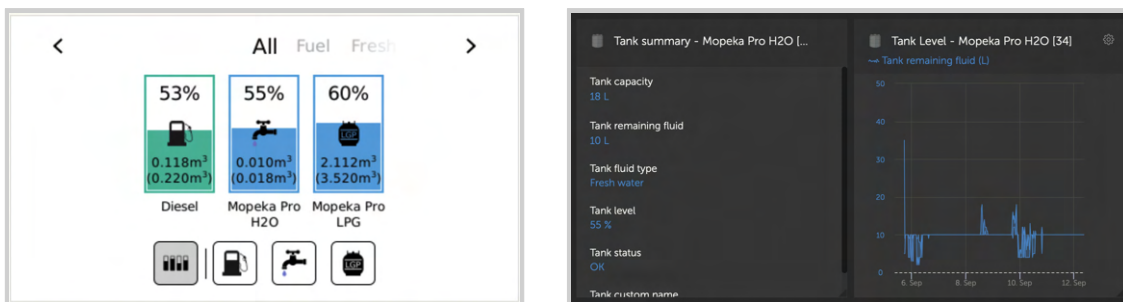 All Fuel Fresh
53% 55% 60%
0.118m³ 0.010m³ 2.112m³
(0.220m³) (0.018m³) (3.520m³)
Diesel Mopeka Pro Mopeka Pro
H2O LPG
LGP
LGP
Tank summary - Mopeka Pro H2O [...
Tank capacity
18 L
Tank remaining fluid
10 L
Tank fluid type
Fresh water
Tank level
55 %
Tank status
OK
Tank custom name
Tank Level - Mopeka Pro H2O [34]
Tank remaining fluid (L)
50
40
30
20
10
0
6. Sep 8. Sep 10. Sep 12. Sep